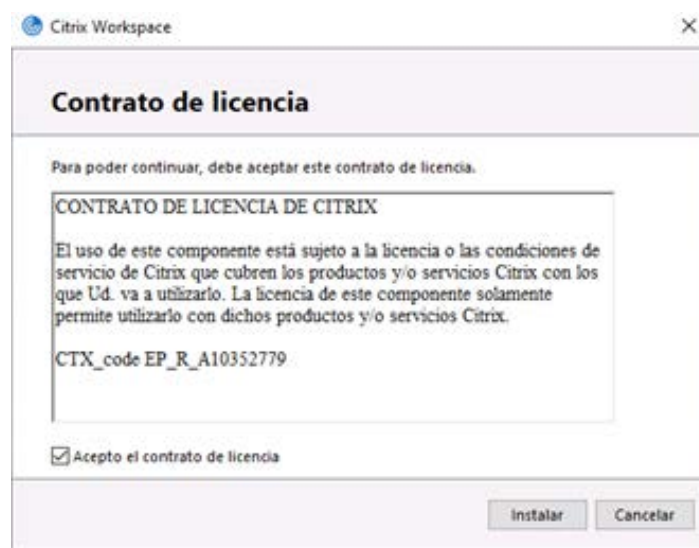 Citrix Workspace
Contrato de licencia
Para poder continuar, debe aceptar este contrato de licencia.
CONTRATO DE LICENCIA DE CITRIX
El uso de este componente está sujeto a la licencia o las condiciones de
servicio de Citrix que cubren los productos y/o servicios Citrix con los
que Ud. va a utilizarlo. La licencia de este componente solamente
permite utilizarlo con dichos productos y/o servicios Citrix.
CTX_code EP_R_A10352779
Acepto el contrato de licencia
Instalar Cancelar